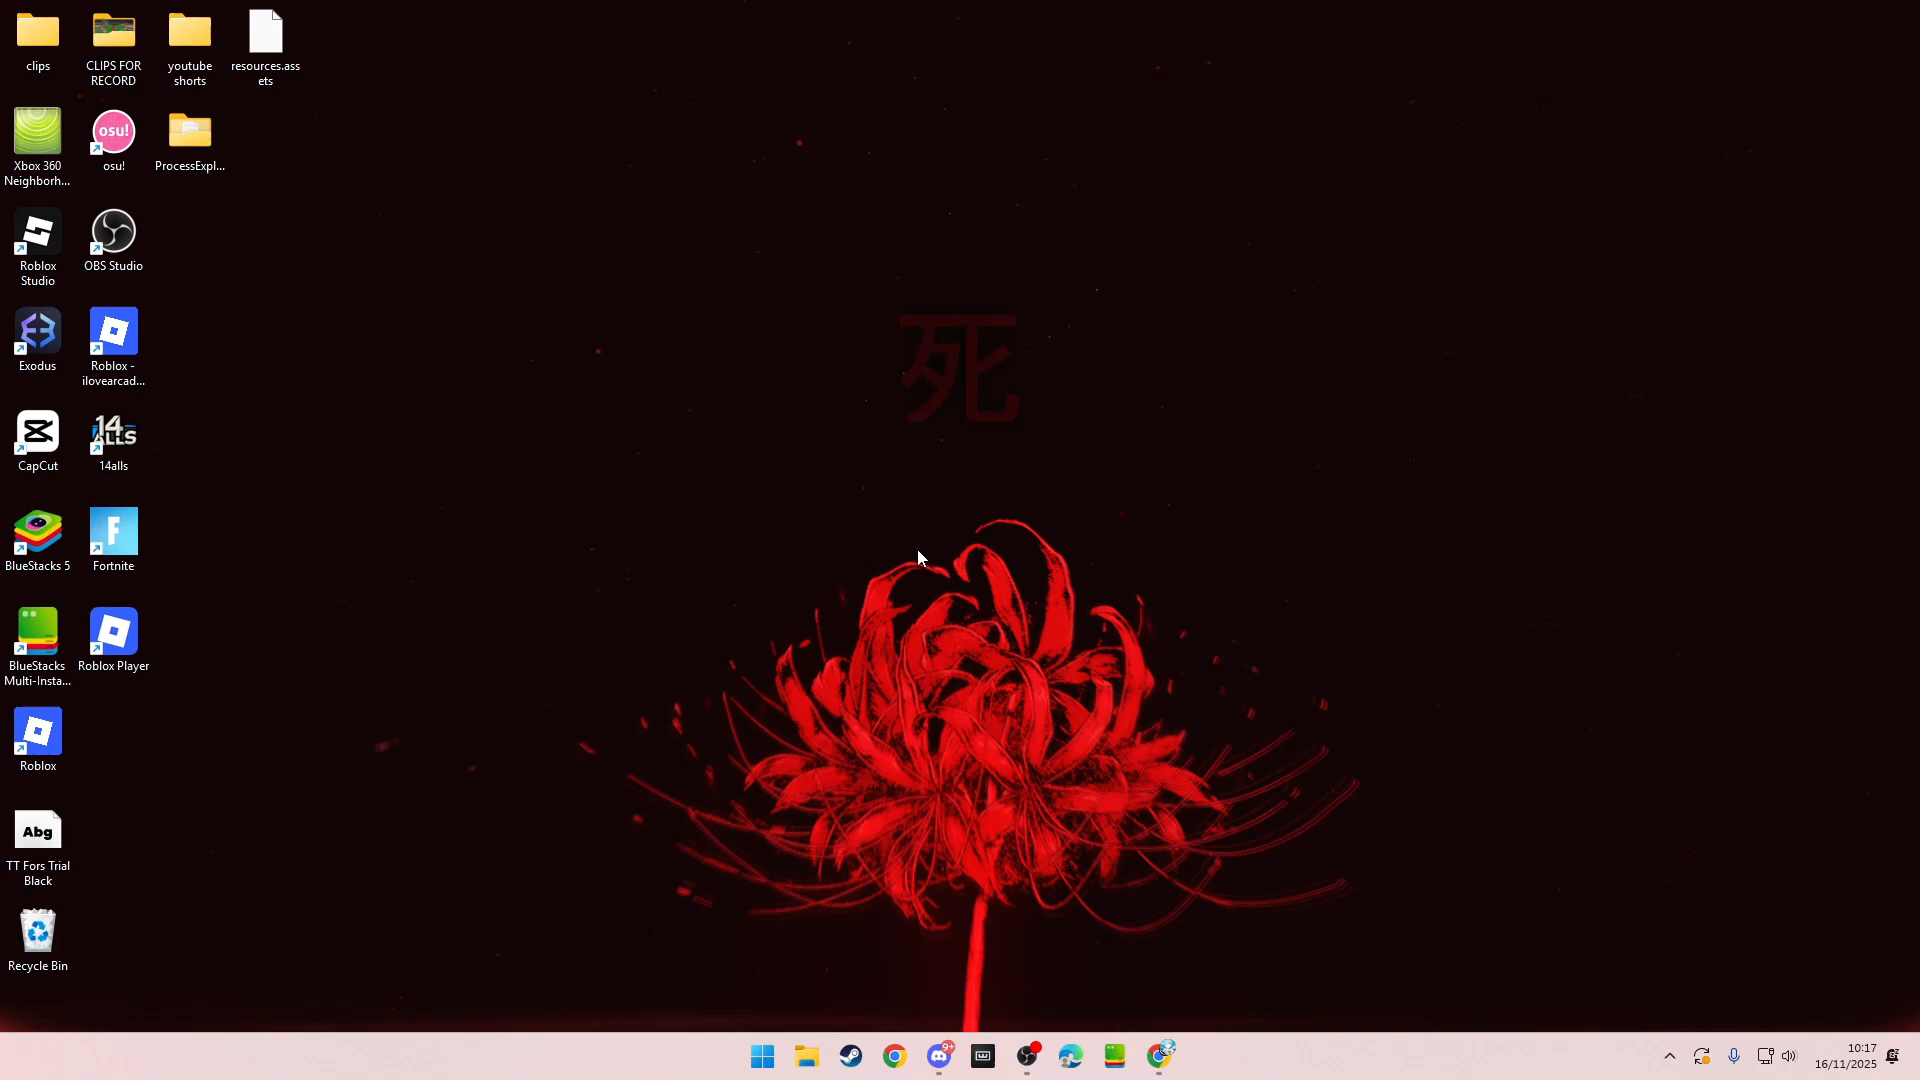 clips
CLIPS FOR
RECORD
youtube
shorts
resources.ass
ets
Xbox 360
Neighborh...
osu!
osu!
ProcessExpl...
Roblox
Studio
OBS Studio
Exodus
Roblox -
ilovearcad...
14
ALLS
CapCut
14alls
F
BlueStacks 5
Fortnite
BlueStacks
Multi-Insta...
Roblox Player
Roblox
Abg
TT Fors Trial
Black
Recycle Bin
死
9+
10:17
16/11/2025